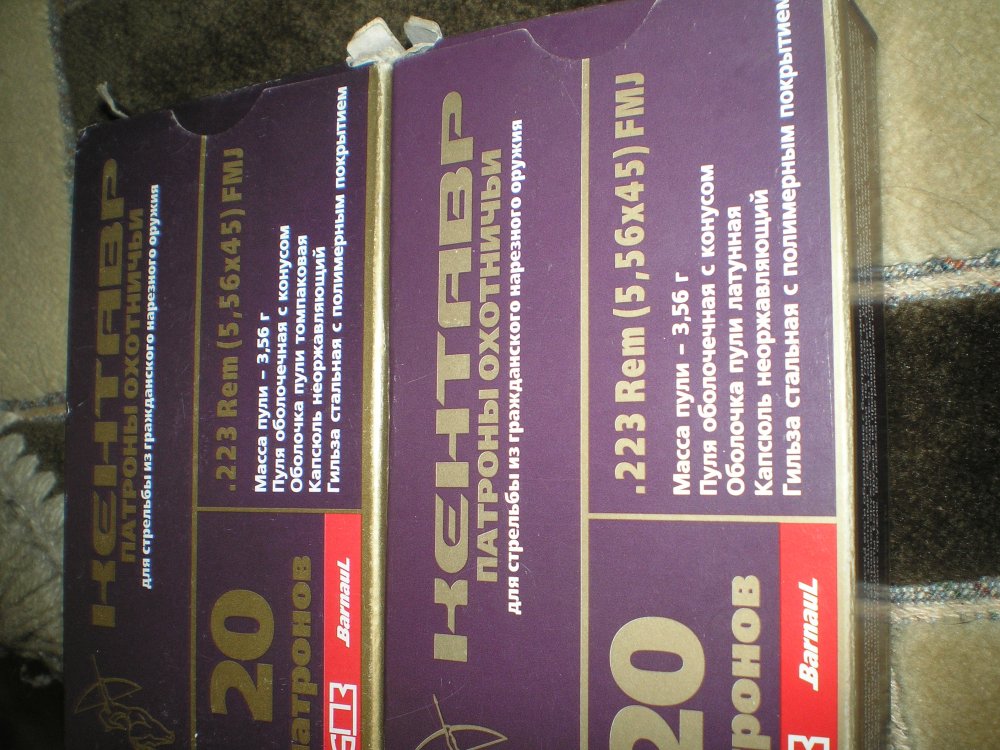 КЕНТАВР
ПАТРОНЫ ОХОТНИЧЬИ
для стрельбы из гражданского нарезного оружия
.223 Rem (5,56x45) FMJ
Масса пули – 3,56 г
Пуля оболочечная с конусом
Оболочка пули томпаковая
Капсюль неоржавляющий
Гильза стальная с полимерным покрытием
20
патронов
БПЗ
Barnaul
КЕНТАВР
ПАТРОНЫ ОХОТНИЧЬИ
для стрельбы из гражданского нарезного оружия
.223 Rem (5,56x45) FMJ
Масса пули – 3,56 г
Пуля оболочечная с конусом
Оболочка пули латунная
Капсюль неоржавляющий
Гильза стальная с полимерным покрытием
20
тронов
Barnaul